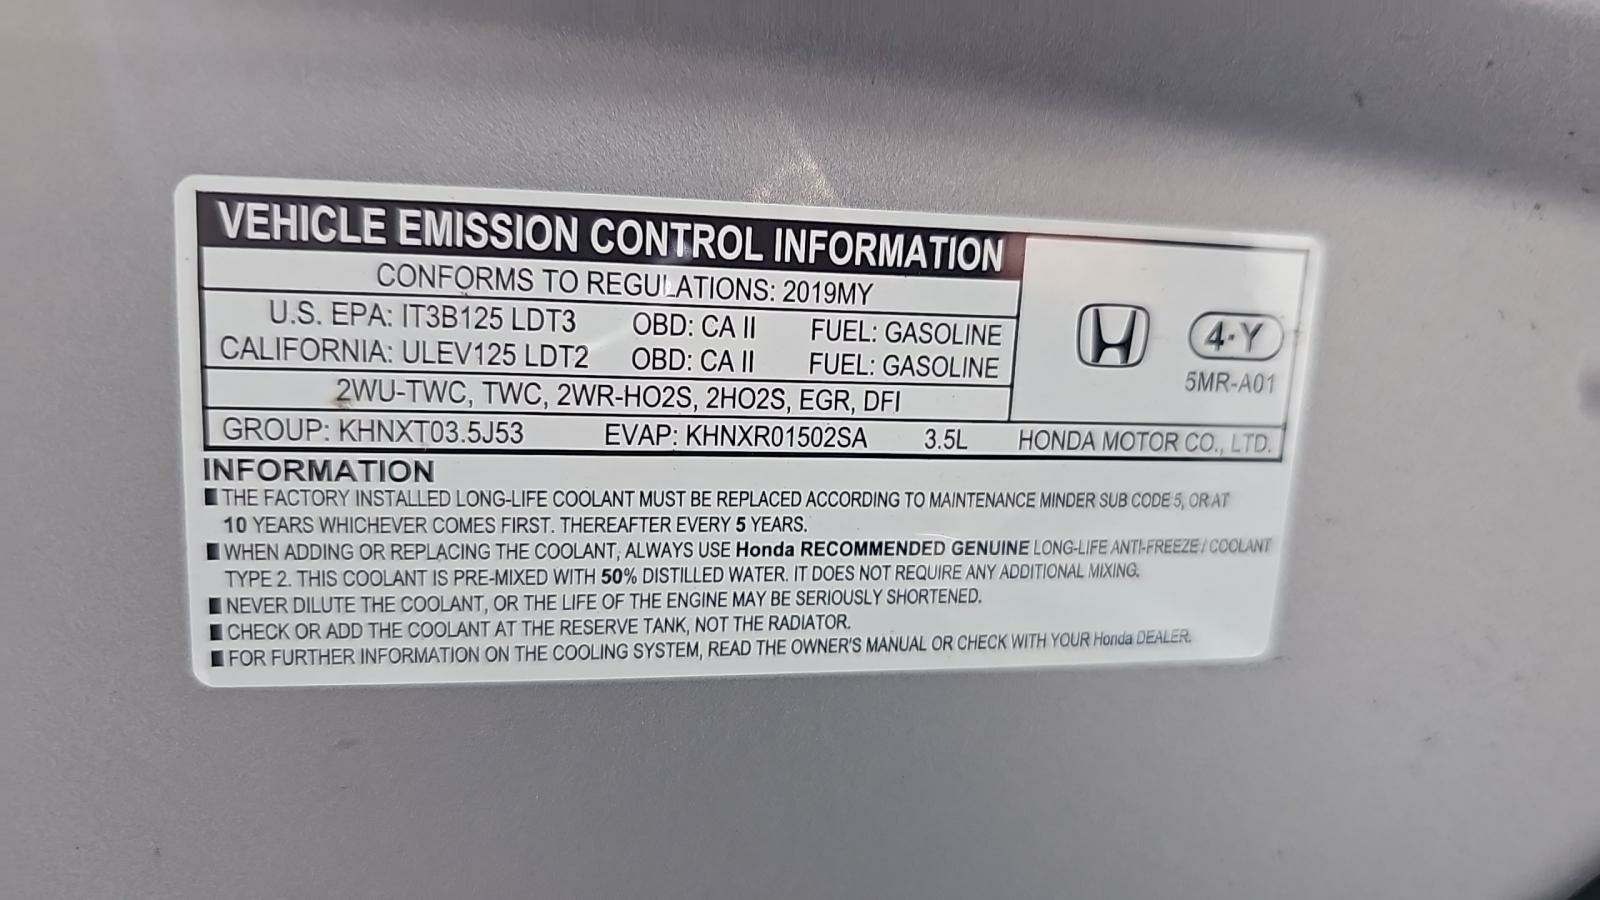 VEHICLE EMISSION CONTROL INFORMATION
CONFORMS TO REGULATIONS: 2019MY
U.S. EPA: IT3B125 LDT3 OBD: CA II FUEL: GASOLINE
CALIFORNIA: ULEV125 LDT2 OBD: CA II FUEL: GASOLINE
2WU-TWC, TWC, 2WR-HO2S, 2HO2S, EGR, DFI
4-Y
5MR-A01
GROUP: KHNXT03.5J53 EVAP: KHNXR01502SA 3.5L HONDA MOTOR CO., LTD.
INFORMATION
THE FACTORY INSTALLED LONG-LIFE COOLANT MUST BE REPLACED ACCORDING TO MAINTENANCE MINDER SUB CODE 5, OR AT
10 YEARS WHICHEVER COMES FIRST. THEREAFTER EVERY 5 YEARS.
WHEN ADDING OR REPLACING THE COOLANT, ALWAYS USE Honda RECOMMENDED GENUINE LONG-LIFE ANTI-FREEZE / COOLANT
TYPE 2. THIS COOLANT IS PRE-MIXED WITH 50% DISTILLED WATER. IT DOES NOT REQUIRE ANY ADDITIONAL MIXING.
NEVER DILUTE THE COOLANT, OR THE LIFE OF THE ENGINE MAY BE SERIOUSLY SHORTENED.
CHECK OR ADD THE COOLANT AT THE RESERVE TANK, NOT THE RADIATOR.
FOR FURTHER INFORMATION ON THE COOLING SYSTEM, READ THE OWNER'S MANUAL OR CHECK WITH YOUR Honda DEALER.